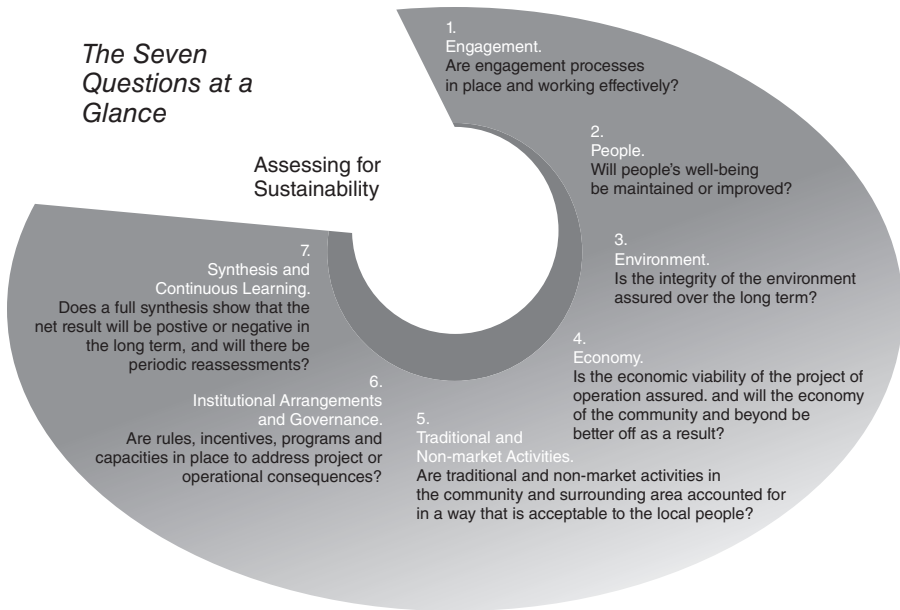 The Seven
Questions at a
Glance
Assessing for
Sustainability
1.
Engagement.
Are engagement processes
in place and working effectively?
2.
People.
Will people's well-being
be maintained or improved?
3.
Environment.
Is the integrity of the environment
assured over the long term?
4.
Economy.
Is the economic viability of the project of
operation assured. and will the economy
of the community and beyond be
better off as a result?
5.
Traditional and
Non-market Activities.
Are traditional and non-market activities in
the community and surrounding area accounted for
in a way that is acceptable to the local people?
6.
Institutional Arrangements
and Governance.
Are rules, incentives, programs and
capacities in place to address project or
operational consequences?
7.
Synthesis and
Continuous Learning.
Does a full synthesis show that the
net result will be postive or negative in
the long term, and will there be
periodic reassessments?